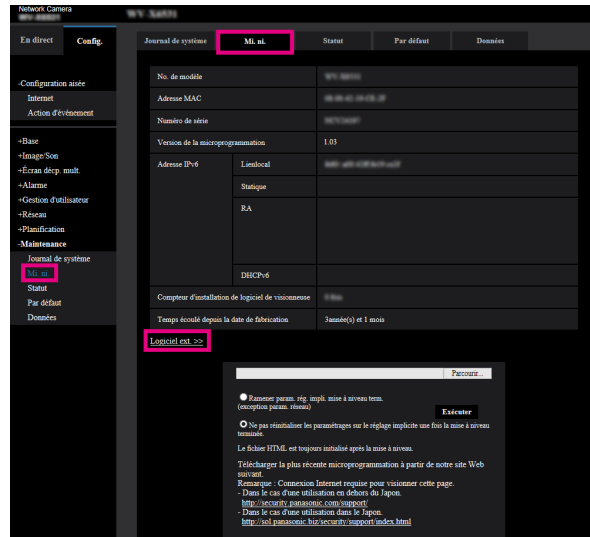 Network Camera
WV-X6531
WV-X6531
En direct
Config.
Journal de système
Mi. ni.
Statut
Par défaut
Données
-Configuration aisée
Internet
Action d'événement
+Base
+Image/Son
+Écran décp. mult.
+Alarme
+Gestion d'utilisateur
+Réseau
+Planification
-Maintenance
Journal de système
Mi. ni.
Statut
Par défaut
Données
No. de modèle
WV-X6531
Adresse MAC
Numéro de série
Version de la microprogrammation
1.03
Adresse IPv6
Lienlocal
Statique
RA
DHCPv6
Compteur d'installation de logiciel de visionneuse
Temps écoulé depuis la date de fabrication
3année(s) et 1 mois
Logiciel ext. >>
Parcourir...
Ramener param. rég. impli. mise à niveau term.
(exception param. réseau)
Exécuter
Ne pas réinitialiser les paramétrages sur le réglage implicite une fois la mise à niveau
terminée.
Le fichier HTML est toujours initialisé après la mise à niveau.
Télécharger la plus récente microprogrammation à partir de notre site Web
suivant.
Remarque : Connexion Internet requise pour visionner cette page.
- Dans le cas d'une utilisation en dehors du Japon.
http://security.panasonic.com/support/
- Dans le cas d'une utilisation dans le Japon.
http://sol.panasonic.biz/security/support/index.html